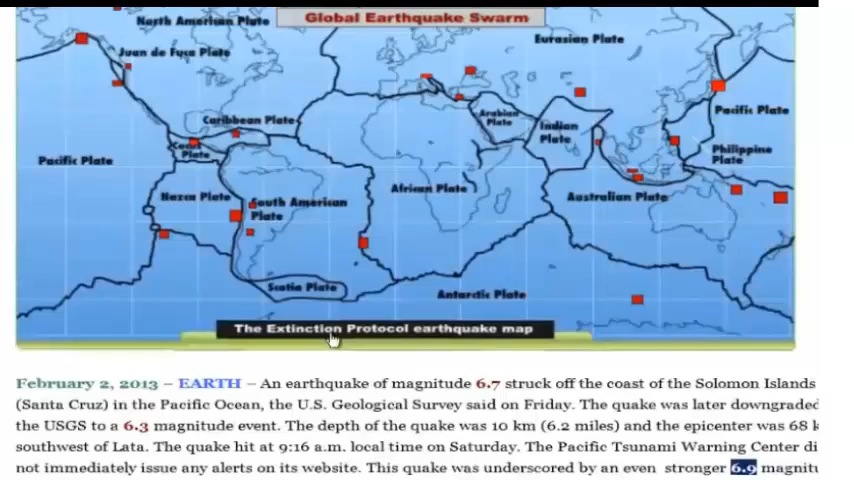 Global Earthquake Swarm
North American Plate
Eurasian Plate
Juan de Fuca Plate
Caribbean Plate
Cocos Plate
Arabian Plate
Indian Plate
Pacific Plate
Philippine Plate
Pacific Plate
African Plate
Nazca Plate
South American Plate
Australian Plate
Scotia Plate
Antarctic Plate
The Extinction Protocol earthquake map
February 2, 2013 – EARTH – An earthquake of magnitude 6.7 struck off the coast of the Solomon Islands
(Santa Cruz) in the Pacific Ocean, the U.S. Geological Survey said on Friday. The quake was later downgraded
the USGS to a 6.3 magnitude event. The depth of the quake was 10 km (6.2 miles) and the epicenter was 68 k
southwest of Lata. The quake hit at 9:16 a.m. local time on Saturday. The Pacific Tsunami Warning Center di
not immediately issue any alerts on its website. This quake was underscored by an even stronger 6.9 magnitu